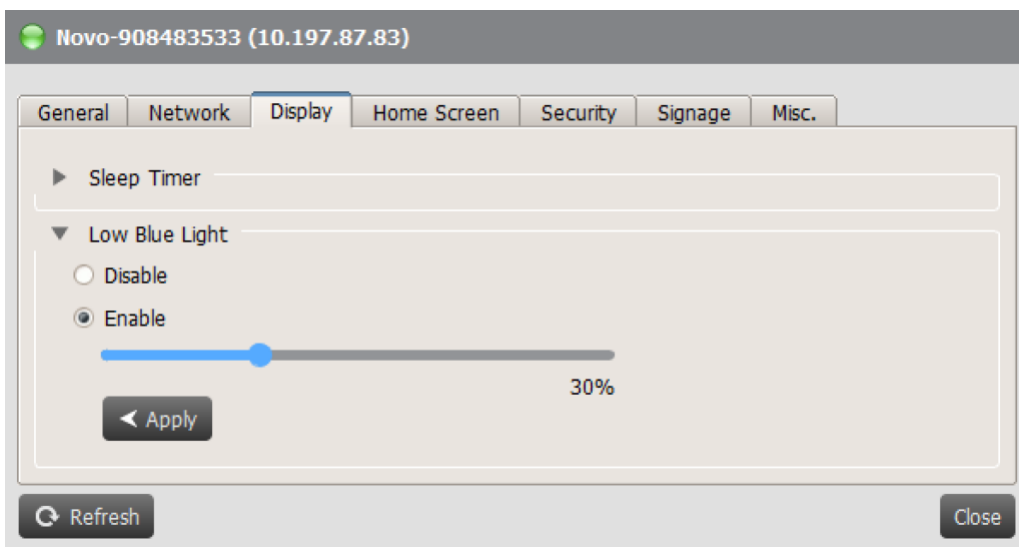 Novo-908483533 (10.197.87.83)
General Network Display Home Screen Security Signage Misc.
Sleep Timer
Low Blue Light
Disable
Enable
30%
Apply
Refresh Close